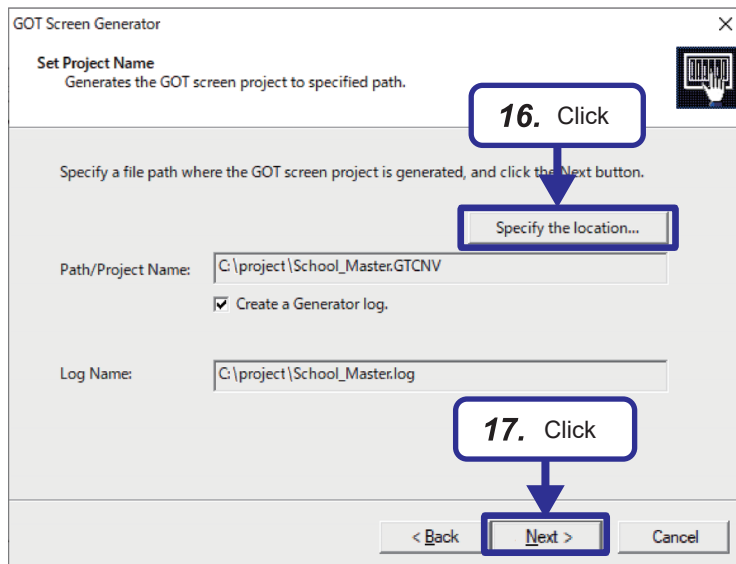 GOT Screen Generator
Set Project Name
Generates the GOT screen project to specified path.
16. Click
Specify a file path where the GOT screen project is generated, and click the Next button.
Specify the location...
Path/Project Name: C:\project\School_Master.GTCNV
Create a Generator log.
Log Name: C:\project\School_Master.log
17. Click
< Back Next > Cancel